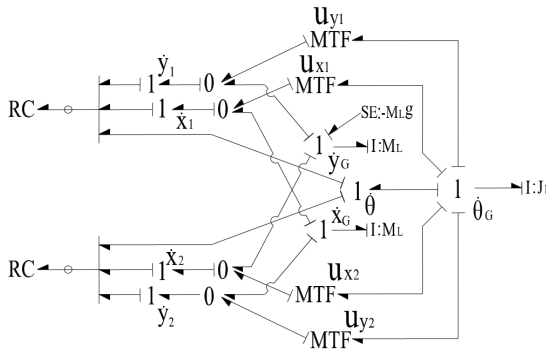 u_y1
MTF
ẏ_1
u_x1
1 0 MTF
SE:-M_Lg
RC 1 0
ẋ_1
1 I:M_L
ẏ_G
1 1 I:J
θ̇ θ̇_G
ẋ_G
1 I:M_L
ẋ_2
RC 1 0 u_x2
1 0 MTF
ẏ_2
u_y2
MTF